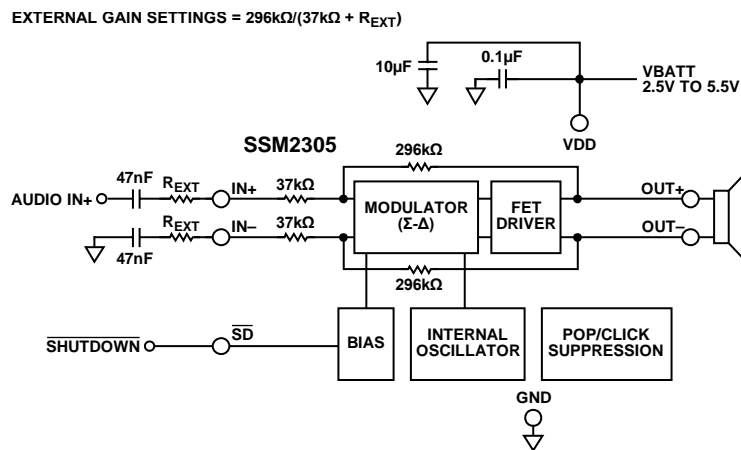 EXTERNAL GAIN SETTINGS = 296kΩ/(37kΩ + REXT)
10µF
0.1µF
VBATT
2.5V TO 5.5V
VDD
SSM2305
296kΩ
47nF
REXT
IN+
37kΩ
AUDIO IN+
MODULATOR
(Σ-Δ)
FET
DRIVER
OUT+
REXT
IN–
37kΩ
47nF
OUT–
296kΩ
SHUTDOWN
SD
BIAS
INTERNAL
OSCILLATOR
POP/CLICK
SUPPRESSION
GND